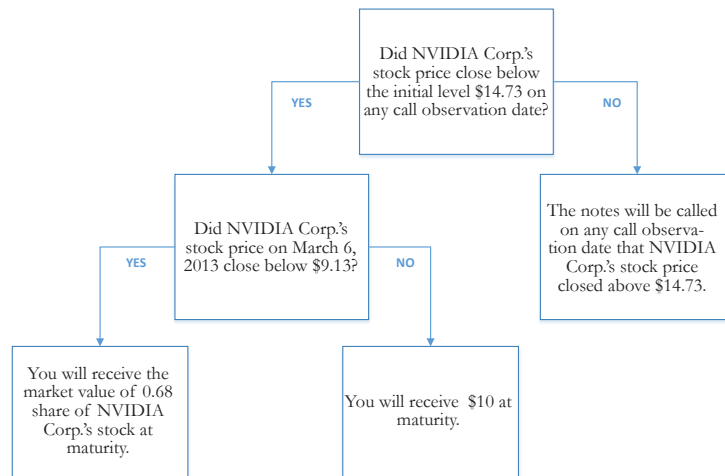 Did NVIDIA Corp.'s
stock price close below
the initial level $14.73 on
any call observation date?
YES
NO
Did NVIDIA Corp.'s
stock price on March 6,
2013 close below $9.13?
The notes will be called
on any call observa-
tion date that NVIDIA
Corp.'s stock price
closed above $14.73.
YES
NO
You will receive the
market value of 0.68
share of NVIDIA
Corp.'s stock at
maturity.
You will receive $10 at
maturity.